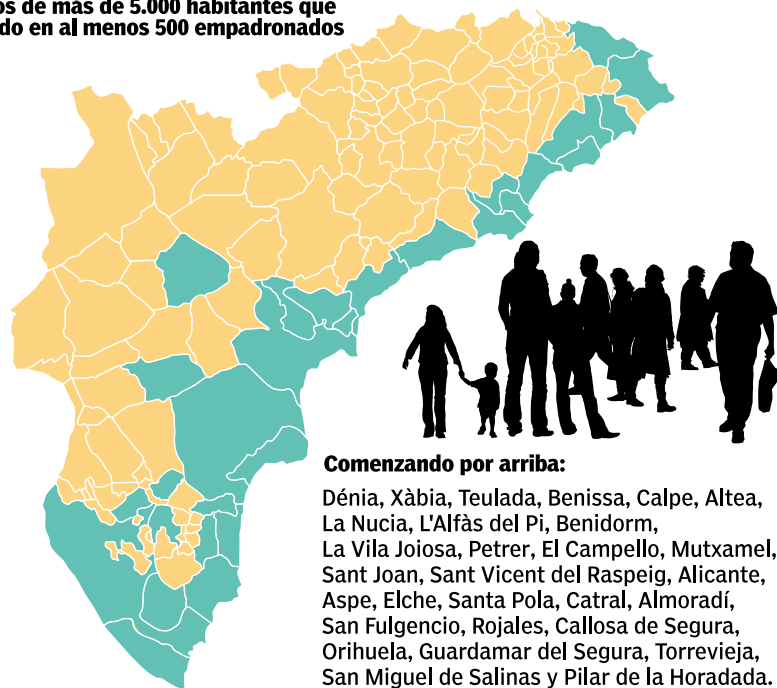 os de más de 5.000 habitantes que
do en al menos 500 empadronados
Comenzando por arriba:
Dénia, Xàbia, Teulada, Benissa, Calpe, Altea,
La Nucia, L'Alfàs del Pi, Benidorm,
La Vila Joiosa, Petrer, El Campello, Mutxamel,
Sant Joan, Sant Vicent del Raspeig, Alicante,
Aspe, Elche, Santa Pola, Catral, Almoradí,
San Fulgencio, Rojales, Callosa de Segura,
Orihuela, Guardamar del Segura, Torrevieja,
San Miguel de Salinas y Pilar de la Horadada.